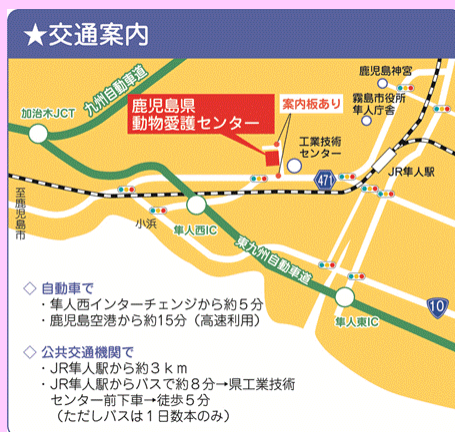 ★交通案内
九州自動車道
加治木JCT
鹿児島県
動物愛護センター
案内板あり
鹿児島神宮
霧島市役所
隼人庁舎
工業技術
センター
471
JR隼人駅
至鹿児島市
小浜
隼人西IC
東九州自動車道
隼人東IC
10
◇ 自動車で
・隼人西インターチェンジから約5分
・鹿児島空港から約15分（高速利用）
◇ 公共交通機関で
・JR隼人駅から約3km
・JR隼人駅からバスで約8分→県工業技術
センター前下車→徒歩5分
（ただしバスは1日数本のみ）